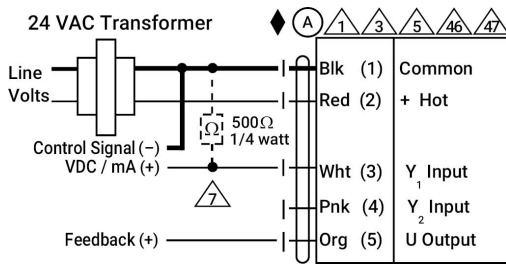 24 VAC Transformer
A 1 3 5 46 47
Line
Volts
Blk (1) Common
Red (2) + Hot
Ω 500Ω
1/4 watt
Control Signal (−)
VDC / mA (+)
7
Wht (3) Y1 Input
Pnk (4) Y2 Input
Feedback (+)
Org (5) U Output